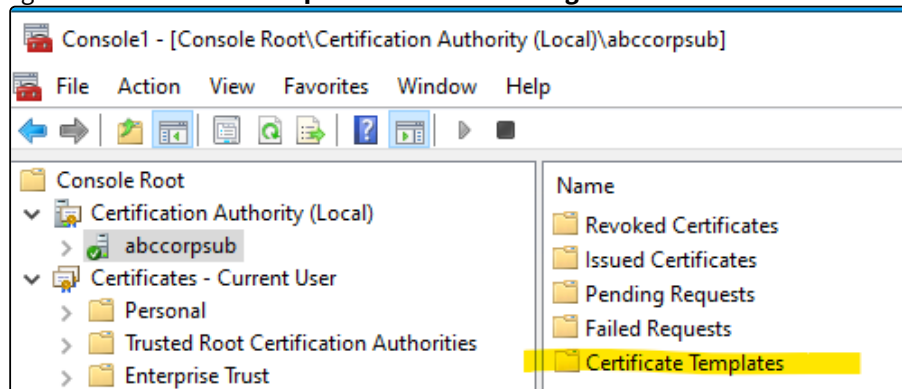 Console1 - [Console Root\Certification Authority (Local)\abccorpsub]
File Action View Favorites Window Help
Console Root
Certification Authority (Local)
abccorpsub
Certificates - Current User
Personal
Trusted Root Certification Authorities
Enterprise Trust
Name
Revoked Certificates
Issued Certificates
Pending Requests
Failed Requests
Certificate Templates